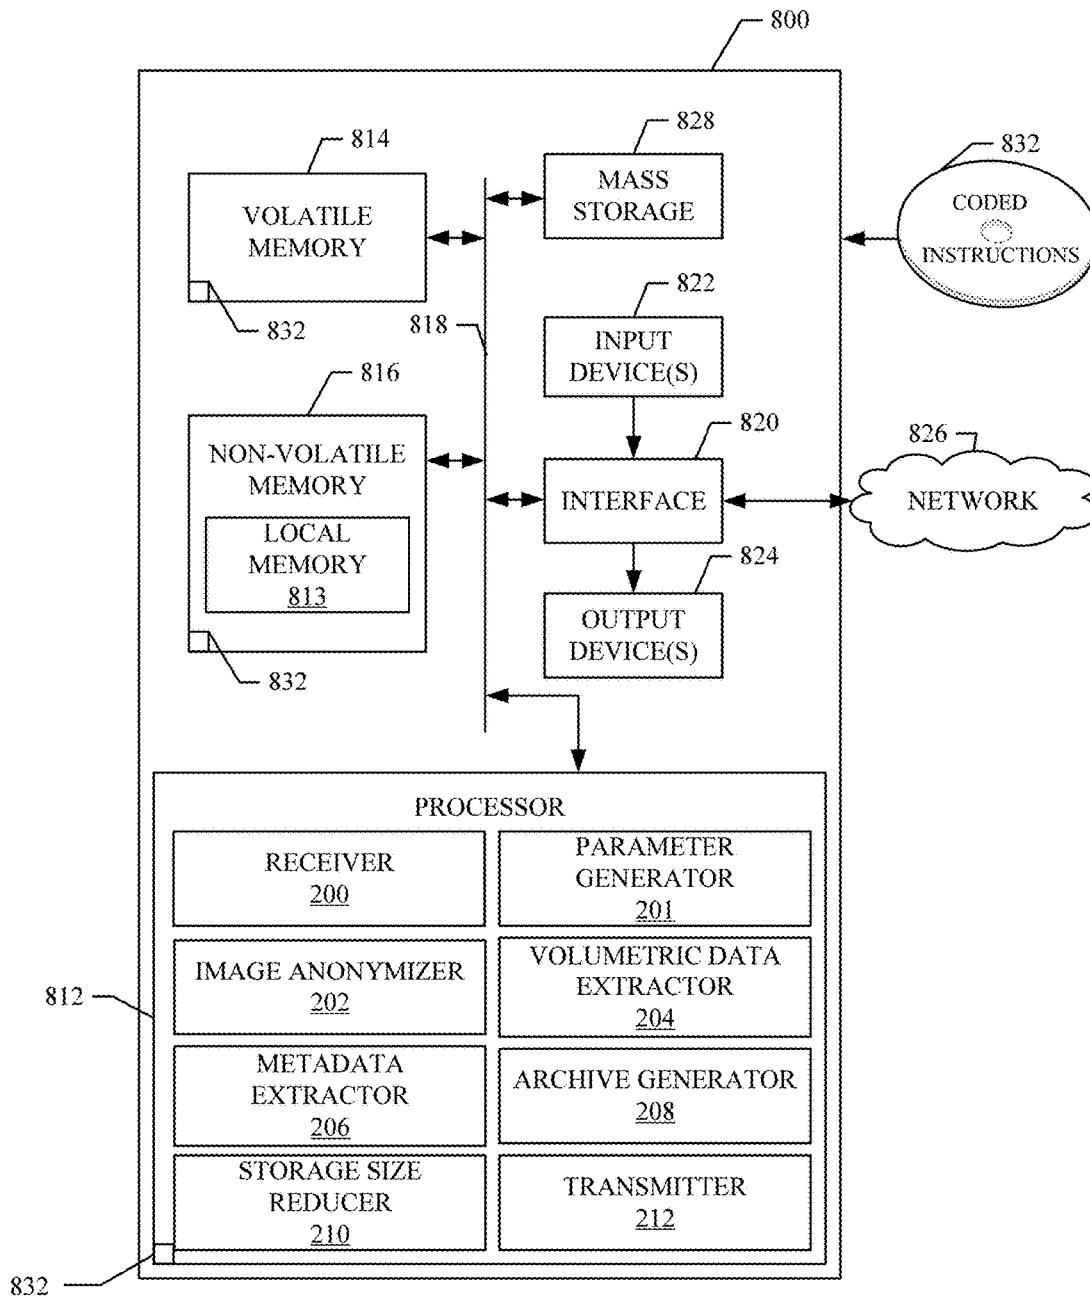 800
814
VOLATILE
MEMORY
832
828
MASS
STORAGE
832
CODED
INSTRUCTIONS
818
822
INPUT
DEVICE(S)
816
NON-VOLATILE
MEMORY
LOCAL
MEMORY
813
832
820
INTERFACE
826
NETWORK
824
OUTPUT
DEVICE(S)
812
PROCESSOR
RECEIVER
200
PARAMETER
GENERATOR
201
IMAGE ANONYMIZER
202
VOLUMETRIC DATA
EXTRACTOR
204
METADATA
EXTRACTOR
206
ARCHIVE GENERATOR
208
STORAGE SIZE
REDUCER
210
TRANSMITTER
212
832